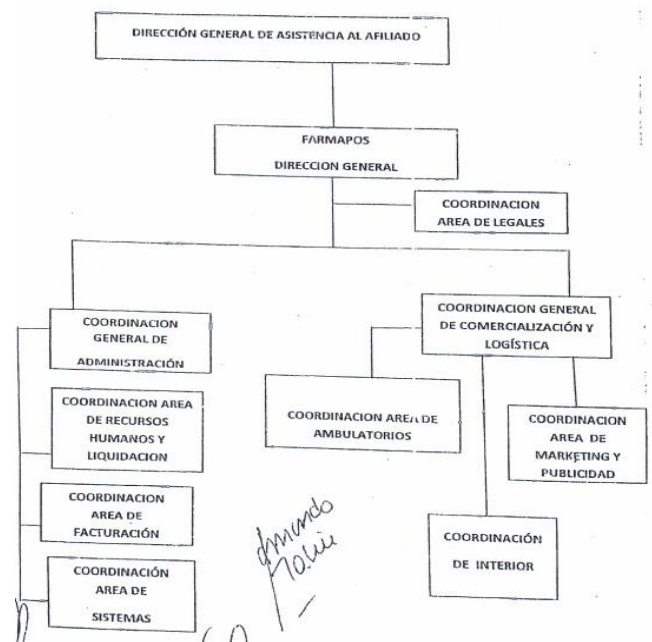 DIRECCIÓN GENERAL DE ASISTENCIA AL AFILIADO
FARMAPOS
DIRECCION GENERAL
COORDINACION
AREA DE LEGALES
COORDINACION
GENERAL DE
ADMINISTRACIÓN
COORDINACION AREA
DE RECURSOS
HUMANOS Y
LIQUIDACION
COORDINACION
AREA DE
FACTURACIÓN
COORDINACIÓN
AREA DE
SISTEMAS
COORDINACION GENERAL
DE COMERCIALIZACIÓN Y
LOGÍSTICA
COORDINACION AREA DE
AMBULATORIOS
COORDINACIÓN
AREA DE
MARKETING Y
PUBLICIDAD
COORDINACIÓN
DE INTERIOR